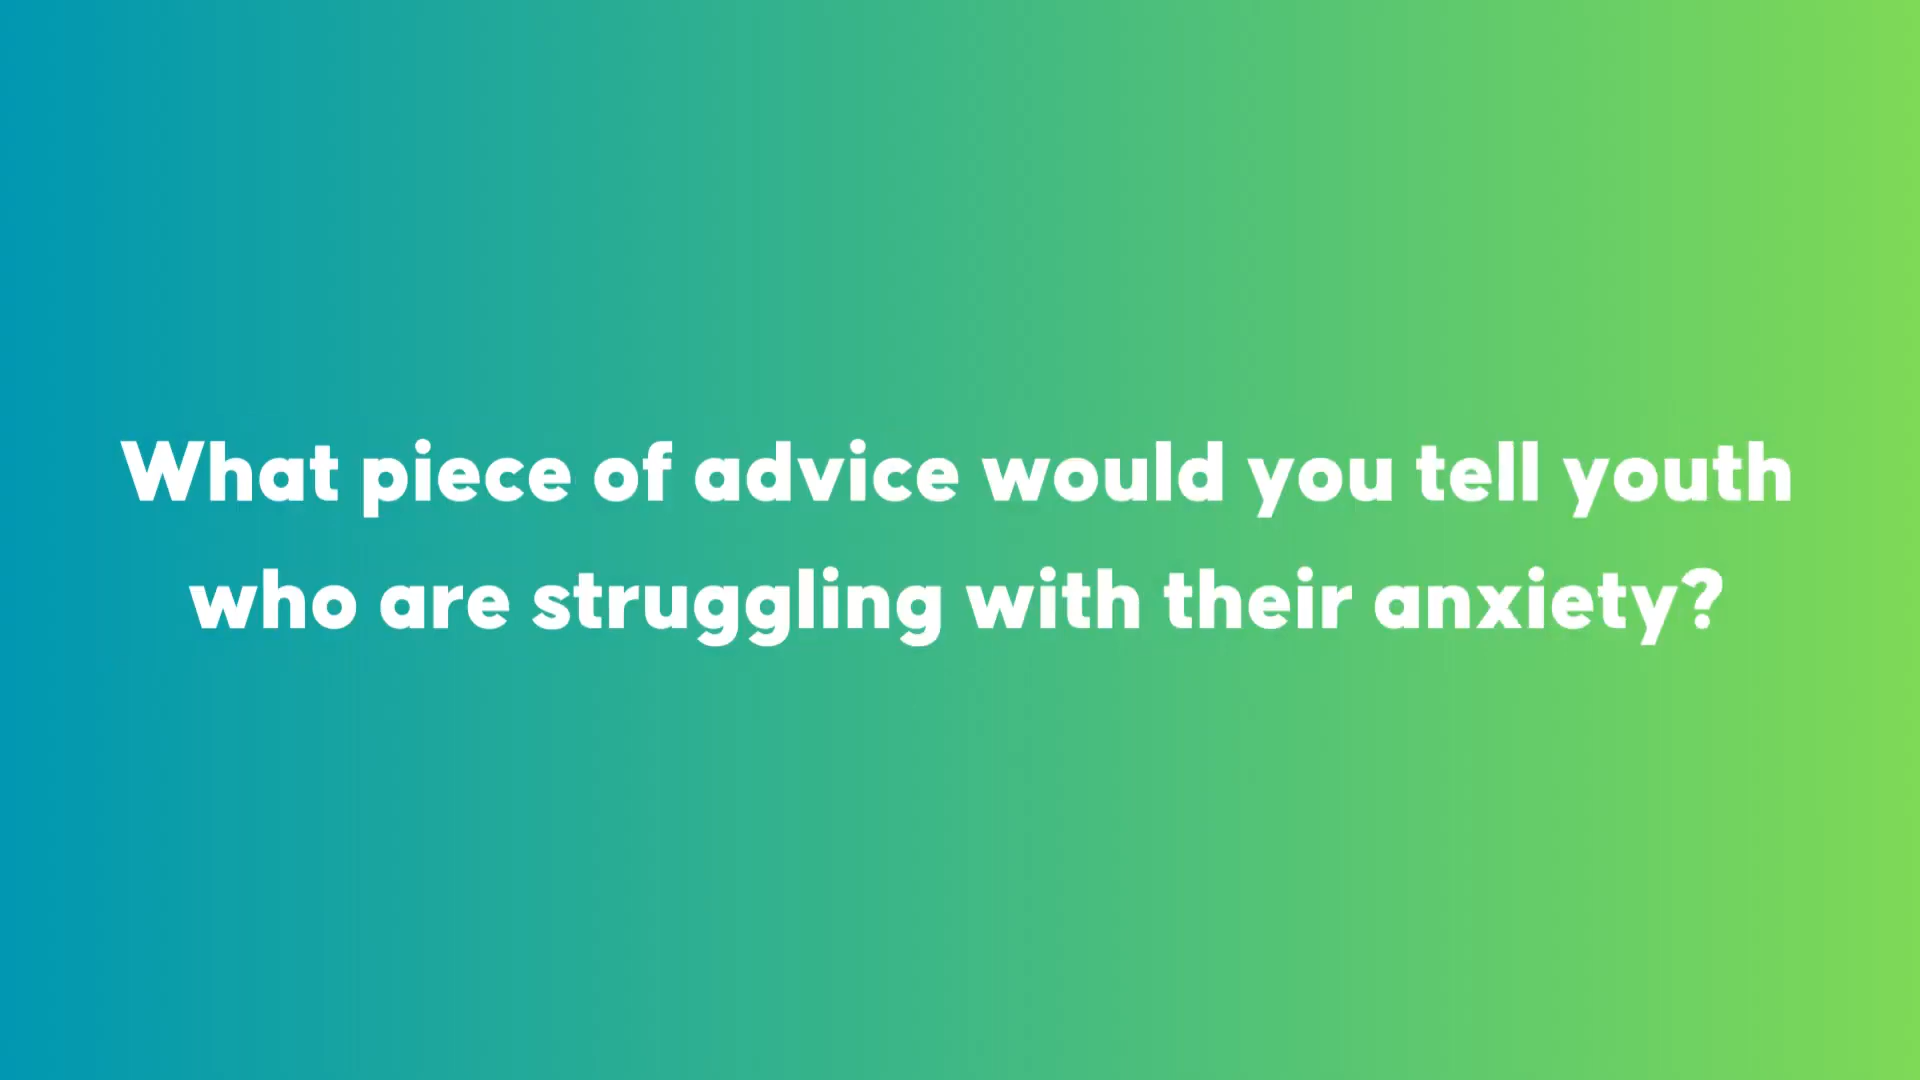 What piece of advice would you tell youth
who are struggling with their anxiety?